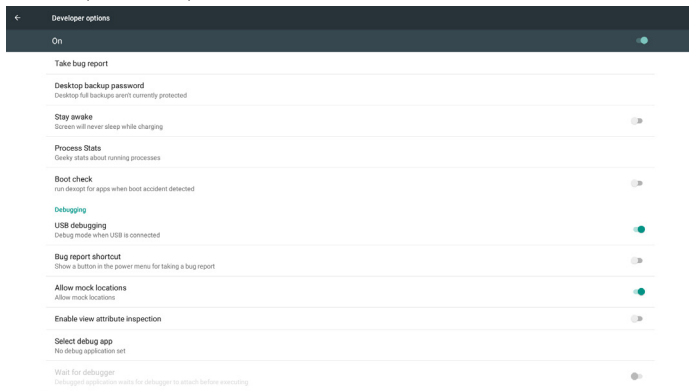 Developer options
On
Take bug report
Desktop backup password
Desktop full backups aren't currently protected
Stay awake
Screen will never sleep while charging
Process Stats
Geeky stats about running processes
Boot check
run dexopt for apps when boot accident detected
Debugging
USB debugging
Debug mode when USB is connected
Bug report shortcut
Show a button in the power menu for taking a bug report
Allow mock locations
Allow mock locations
Enable view attribute inspection
Select debug app
No debug application set
Wait for debugger
Debugged application waits for debugger to attach before executing